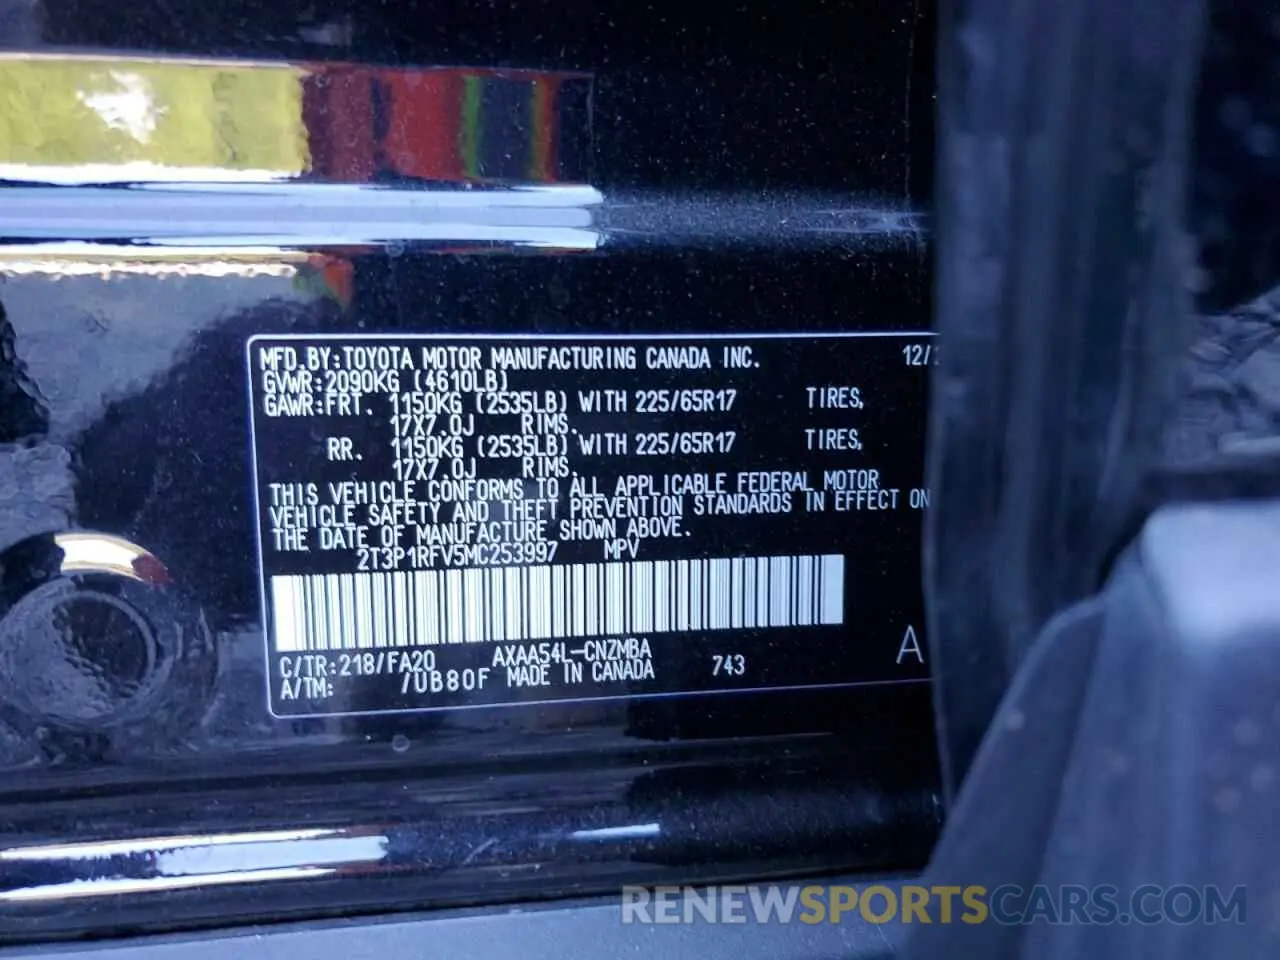 MFD.BY:TOYOTA MOTOR MANUFACTURING CANADA INC. 12/
GVWR:2090KG (4610LB)
GAWR:FRT. 1150KG (2535LB) WITH 225/65R17 TIRES,
17X7.0J RIMS.
RR. 1150KG (2535LB) WITH 225/65R17 TIRES,
17X7.0J RIMS.
THIS VEHICLE CONFORMS TO ALL APPLICABLE FEDERAL MOTOR
VEHICLE SAFETY AND THEFT PREVENTION STANDARDS IN EFFECT ON
THE DATE OF MANUFACTURE SHOWN ABOVE.
2T3P1RFV5MC253997 MPV
C/TR:218/FA20 AXAA54L-CNZMBA 743 A
A/TM: /UB80F MADE IN CANADA
RENEWSPORTSCARS.COM